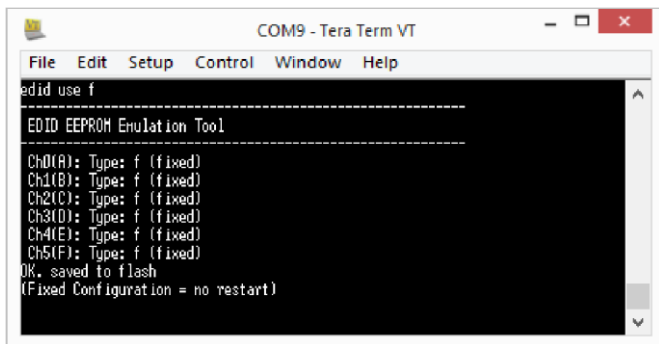 COM9 - Tera Term VT
File Edit Setup Control Window Help
edid use f
----------------------------------------------------------------
EDID EEPROM Emulation Tool
----------------------------------------------------------------
Ch0(A): Type: f (fixed)
Ch1(B): Type: f (fixed)
Ch2(C): Type: f (fixed)
Ch3(D): Type: f (fixed)
Ch4(E): Type: f (fixed)
Ch5(F): Type: f (fixed)
OK. saved to flash
(Fixed Configuration = no restart)